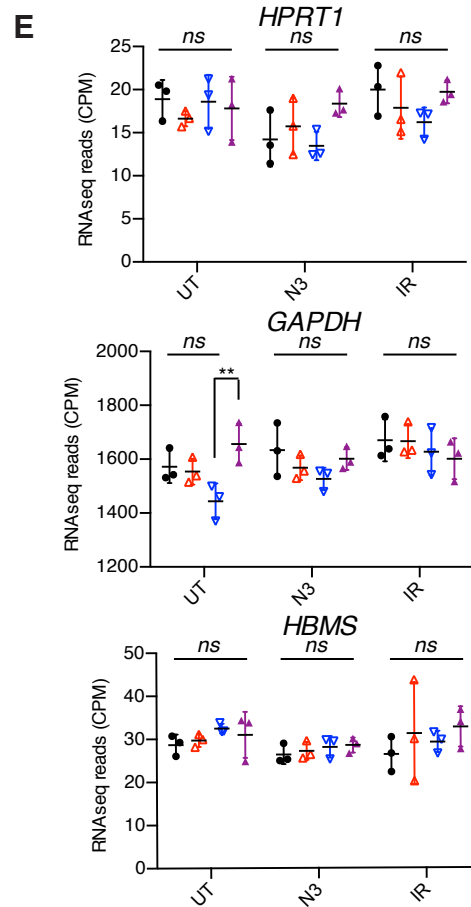 E
HPRT1
ns ns ns
RNAseq reads (CPM)
25
20
15
10
5
0
UT N3 IR
GAPDH
ns ns ns
**
RNAseq reads (CPM)
2000
1800
1600
1400
1200
UT N3 IR
HBMS
ns ns ns
RNAseq reads (CPM)
50
40
30
20
10
0
UT N3 IR